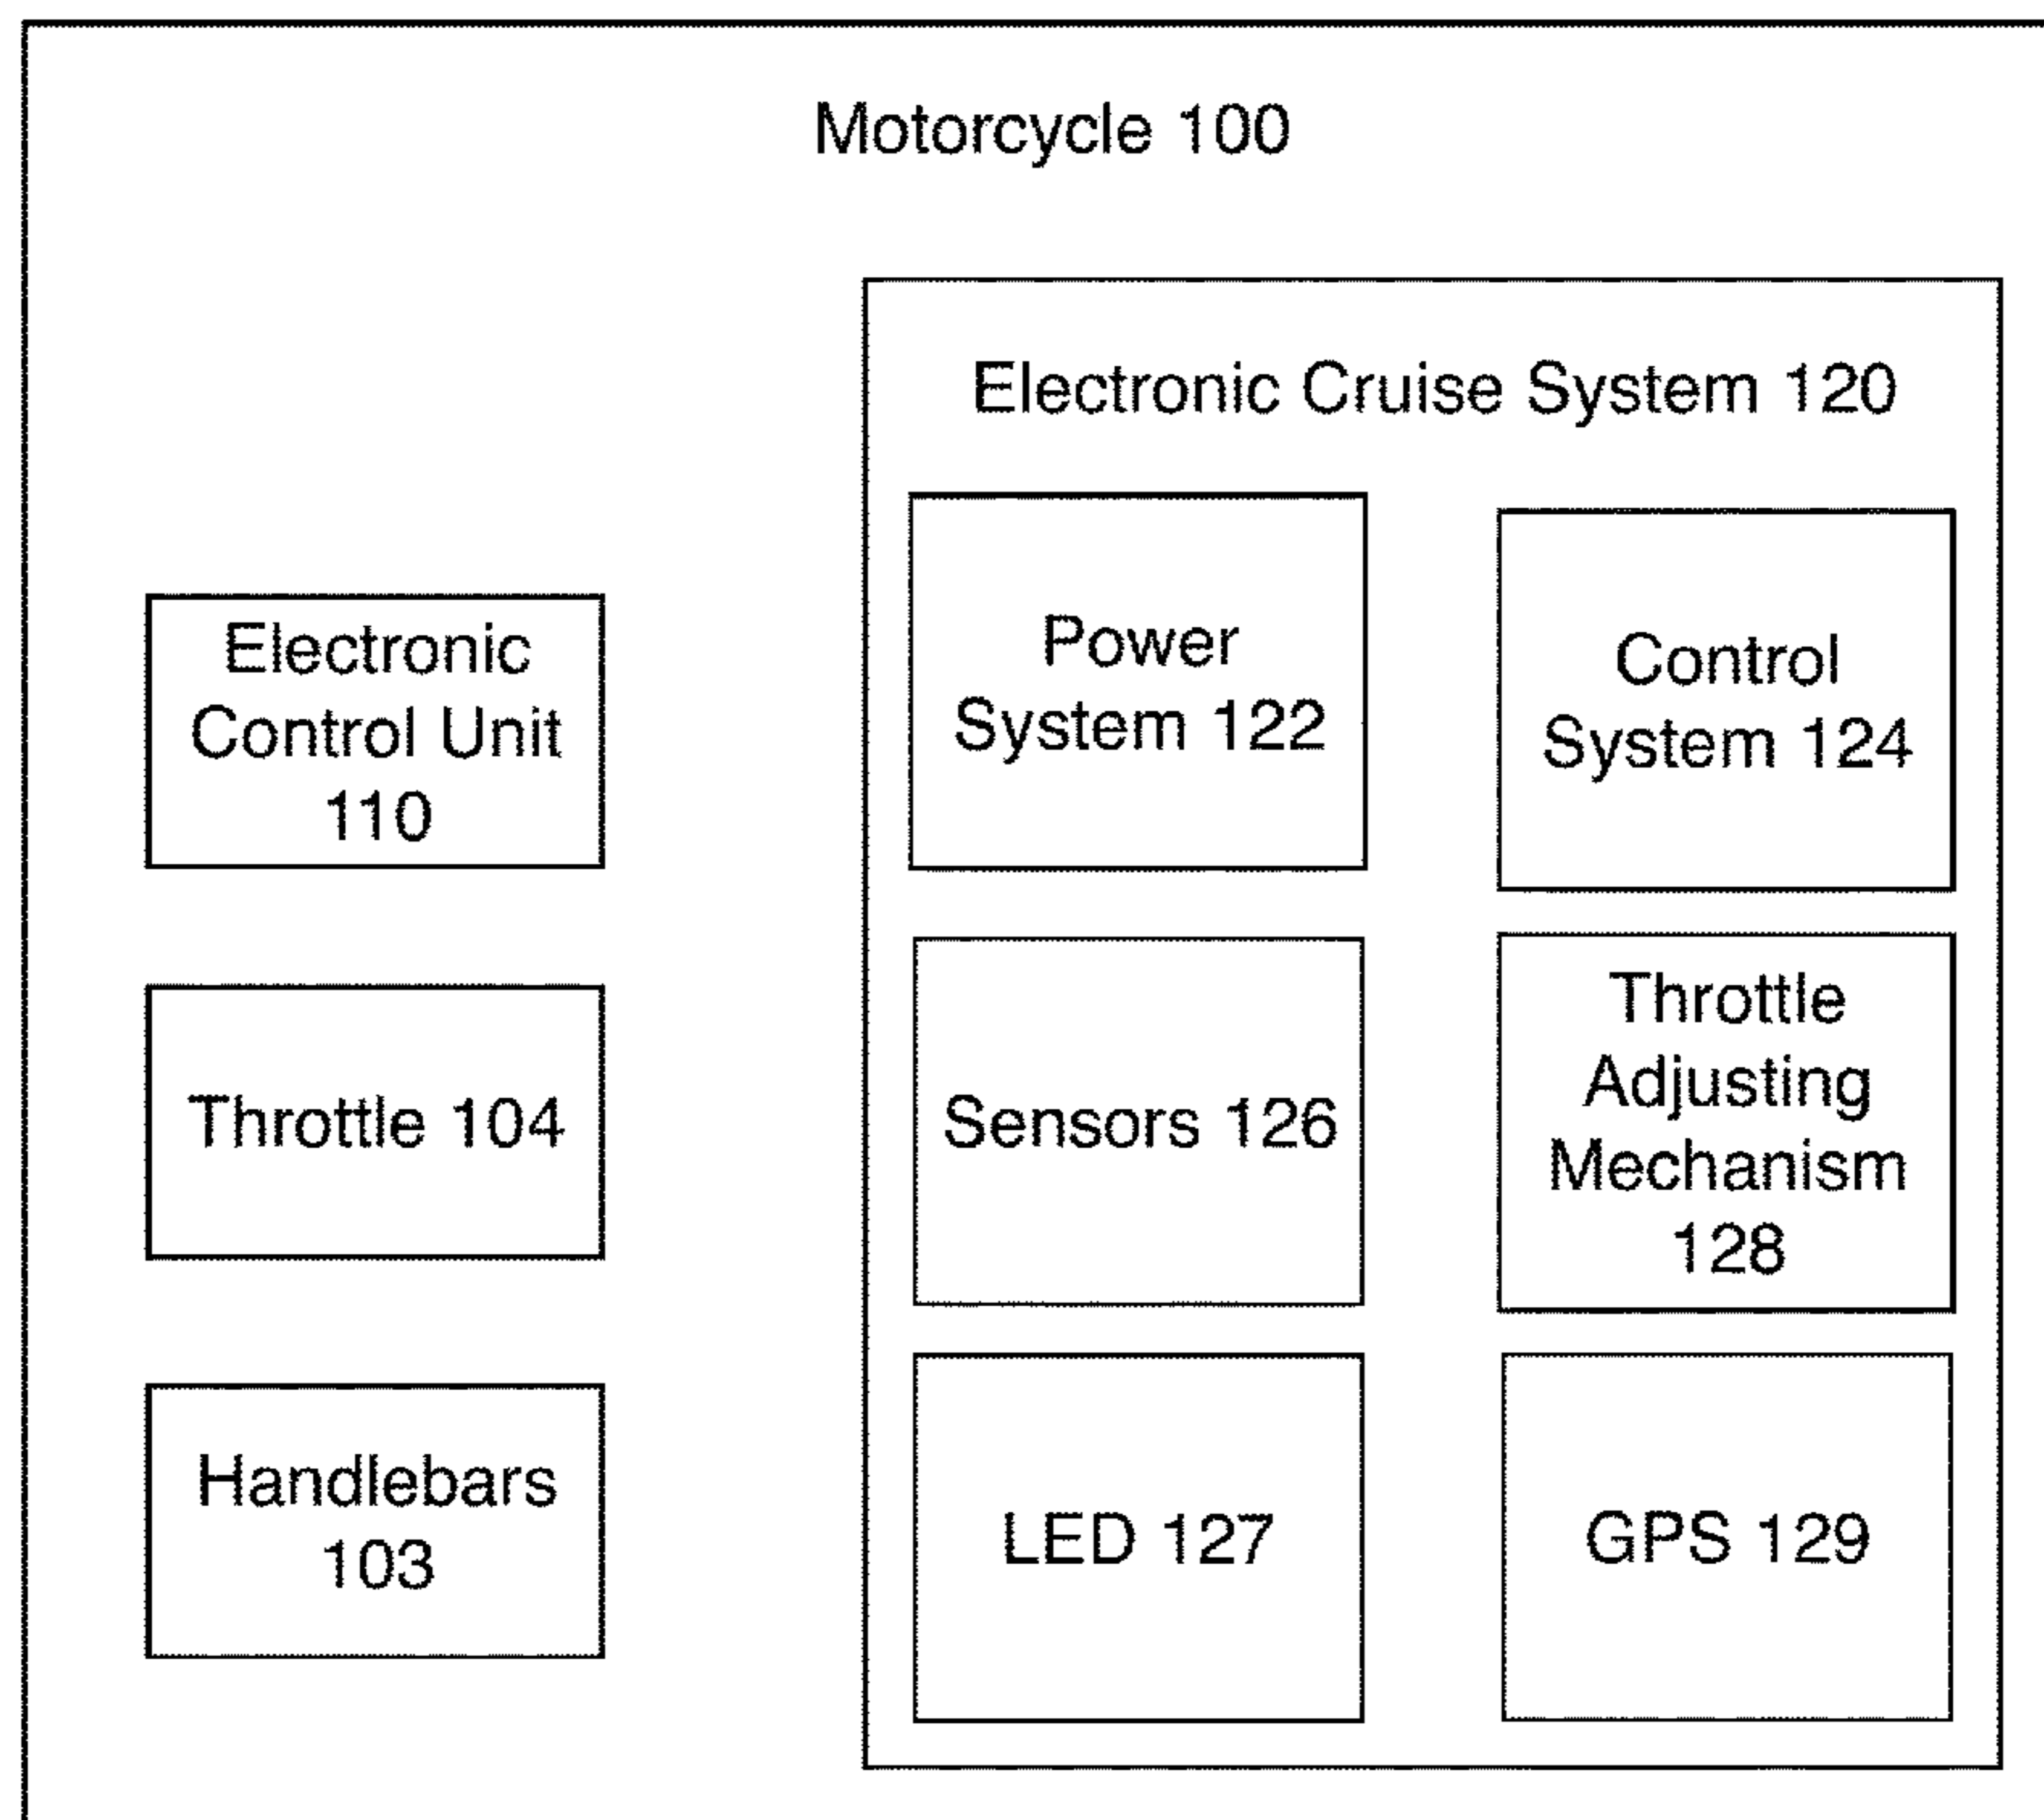 Motorcycle 100
Electronic Cruise System 120
Electronic
Control Unit
110
Throttle 104
Handlebars
103
Power
System 122
Control
System 124
Sensors 126
Throttle
Adjusting
Mechanism
128
LED 127
GPS 129